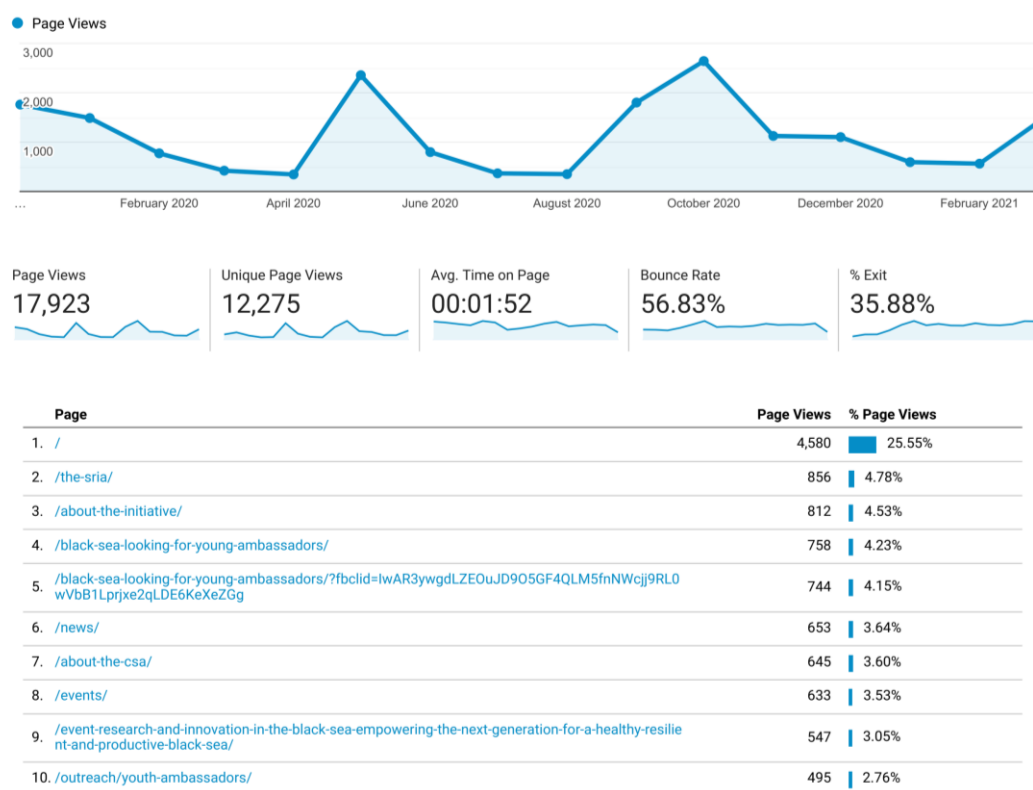 Page Views
3,000
2,000
1,000
...
February 2020
April 2020
June 2020
August 2020
October 2020
December 2020
February 2021
Page Views
Unique Page Views
Avg. Time on Page
Bounce Rate
% Exit
17,923
12,275
00:01:52
56.83%
35.88%
Page Page Views % Page Views
1. / 4,580 25.55%
2. /the-sria/ 856 4.78%
3. /about-the-initiative/ 812 4.53%
4. /black-sea-looking-for-young-ambassadors/ 758 4.23%
5. /black-sea-looking-for-young-ambassadors/?fbclid=IwAR3ywgdLZEOuJD9O5GF4QLM5fnNWcjj9RL0
wVbB1Lprjxe2qLDE6KeXeZGg 744 4.15%
6. /news/ 653 3.64%
7. /about-the-csa/ 645 3.60%
8. /events/ 633 3.53%
9. /event-research-and-innovation-in-the-black-sea-empowering-the-next-generation-for-a-healthy-resilie
nt-and-productive-black-sea/ 547 3.05%
10. /outreach/youth-ambassadors/ 495 2.76%